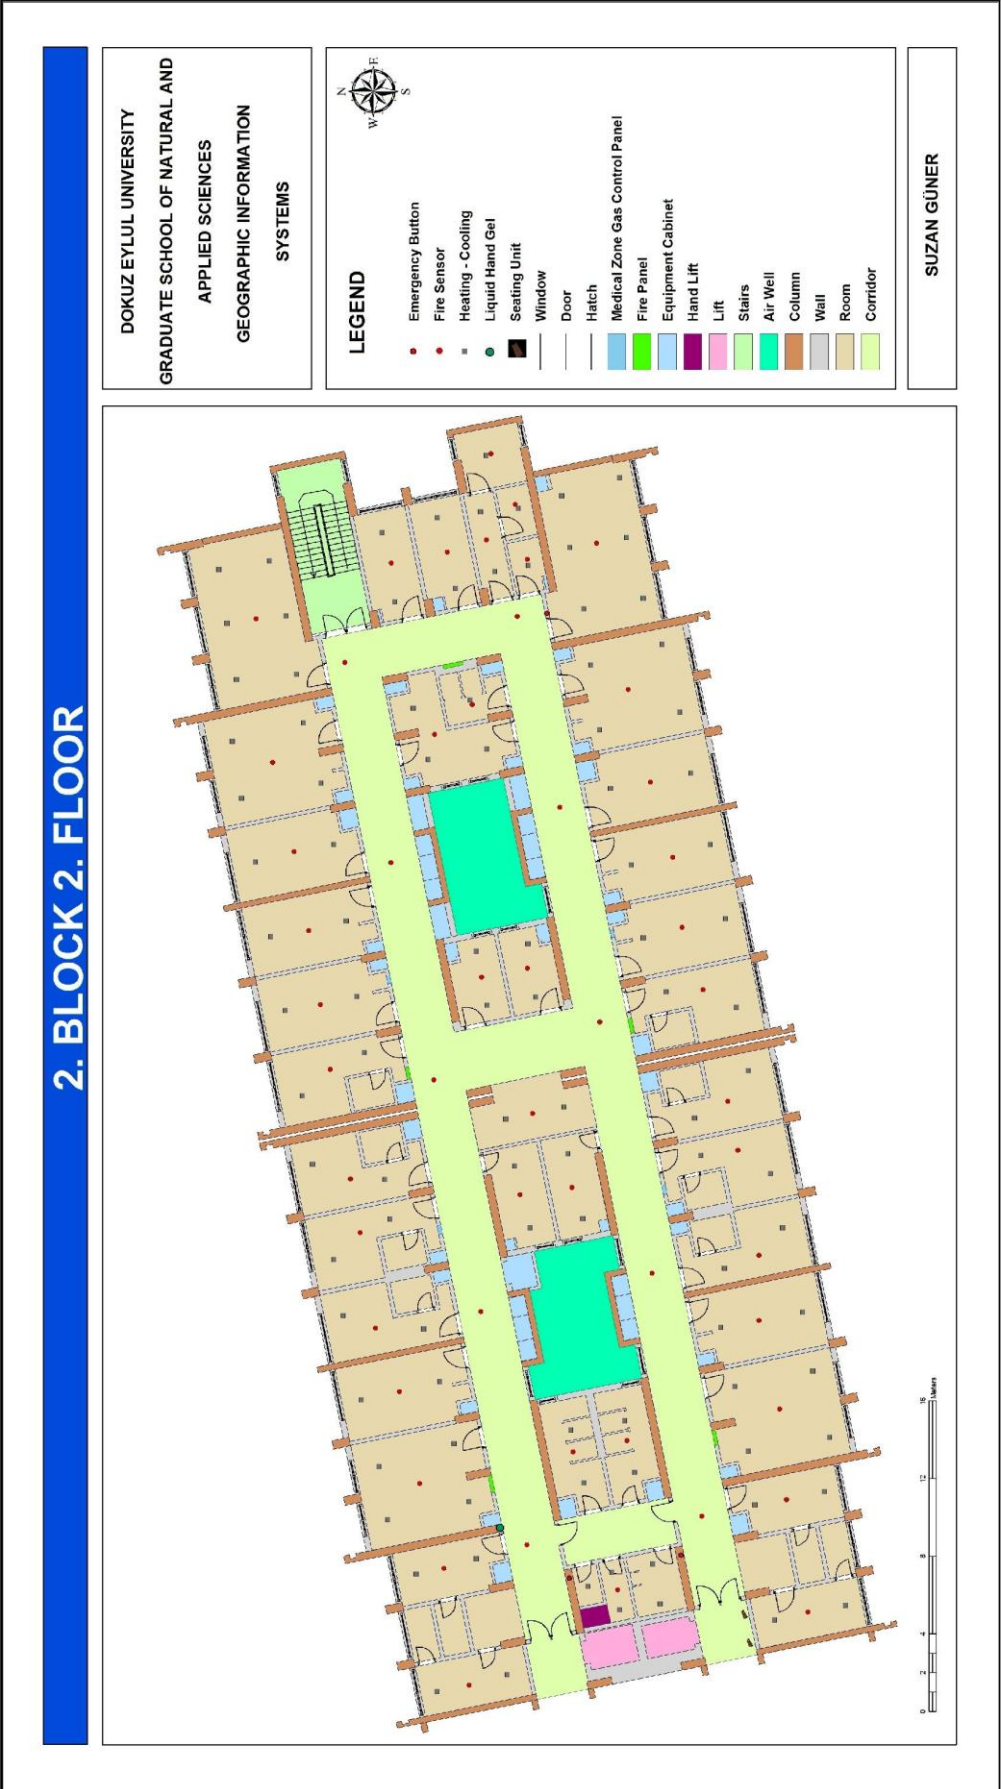 2. BLOCK 2. FLOOR
DOKUZ EYLUL UNIVERSITY
GRADUATE SCHOOL OF NATURAL AND
APPLIED SCIENCES
GEOGRAPHIC INFORMATION
SYSTEMS
N
E
W
S
LEGEND
Emergency Button
Fire Sensor
Heating - Cooling
Liquid Hand Gel
Seating Unit
Window
Door
Hatch
Medical Zone Gas Control Panel
Fire Panel
Equipment Cabinet
Hand Lift
Lift
Stairs
Air Well
Column
Wall
Room
Corridor
SUZAN GÜNER
0 2 4 8 12 16
Meters